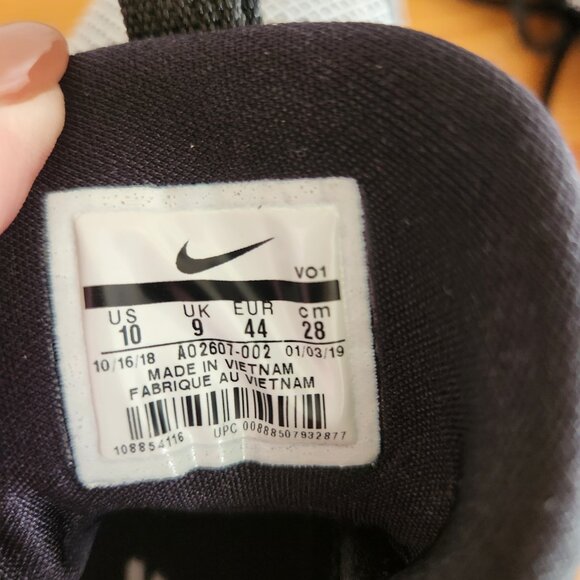 VO1
US UK EUR cm
10 9 44 28
10/16/18 AO2607-002 01/03/19
MADE IN VIETNAM
FABRIQUE AU VIETNAM
108854116 UPC 00888507932877